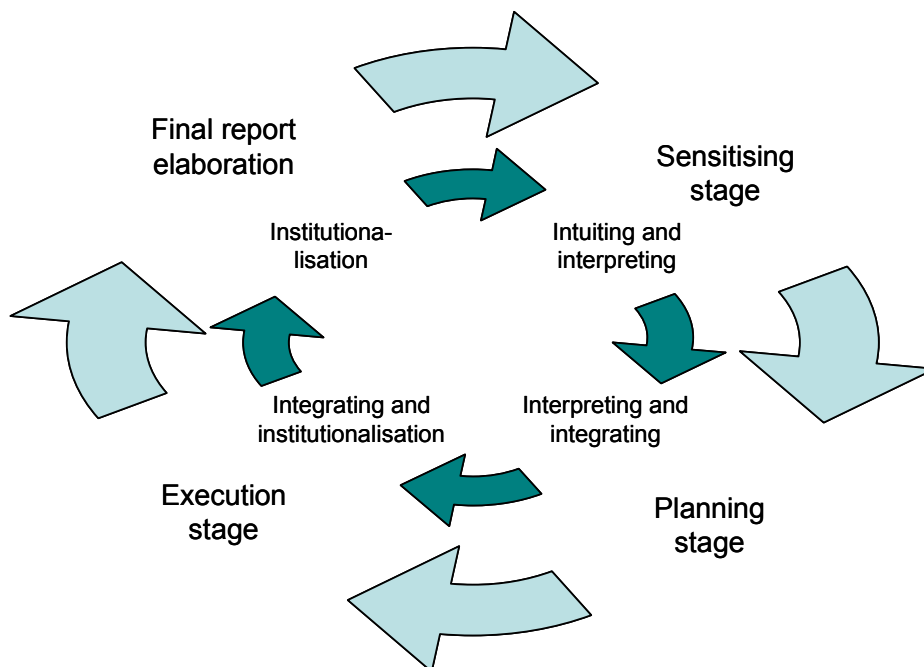 Final report
elaboration
Sensitising
stage
Institutiona-
lisation
Intuiting and
interpreting
Integrating and
institutionalisation
Interpreting and
integrating
Execution
stage
Planning
stage